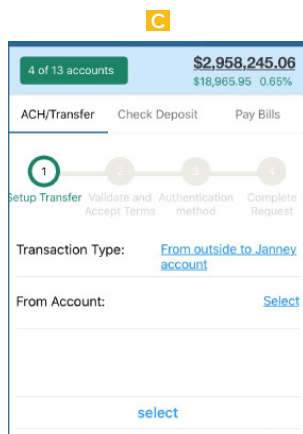 C
4 of 13 accounts
$2,958,245.06
$18,965.95 0.65%
ACH/Transfer Check Deposit Pay Bills
1 2 3 4
Setup Transfer Validate and Authentication Complete
Accept Terms method Request
Transaction Type: From outside to Janney
account
From Account: Select
select